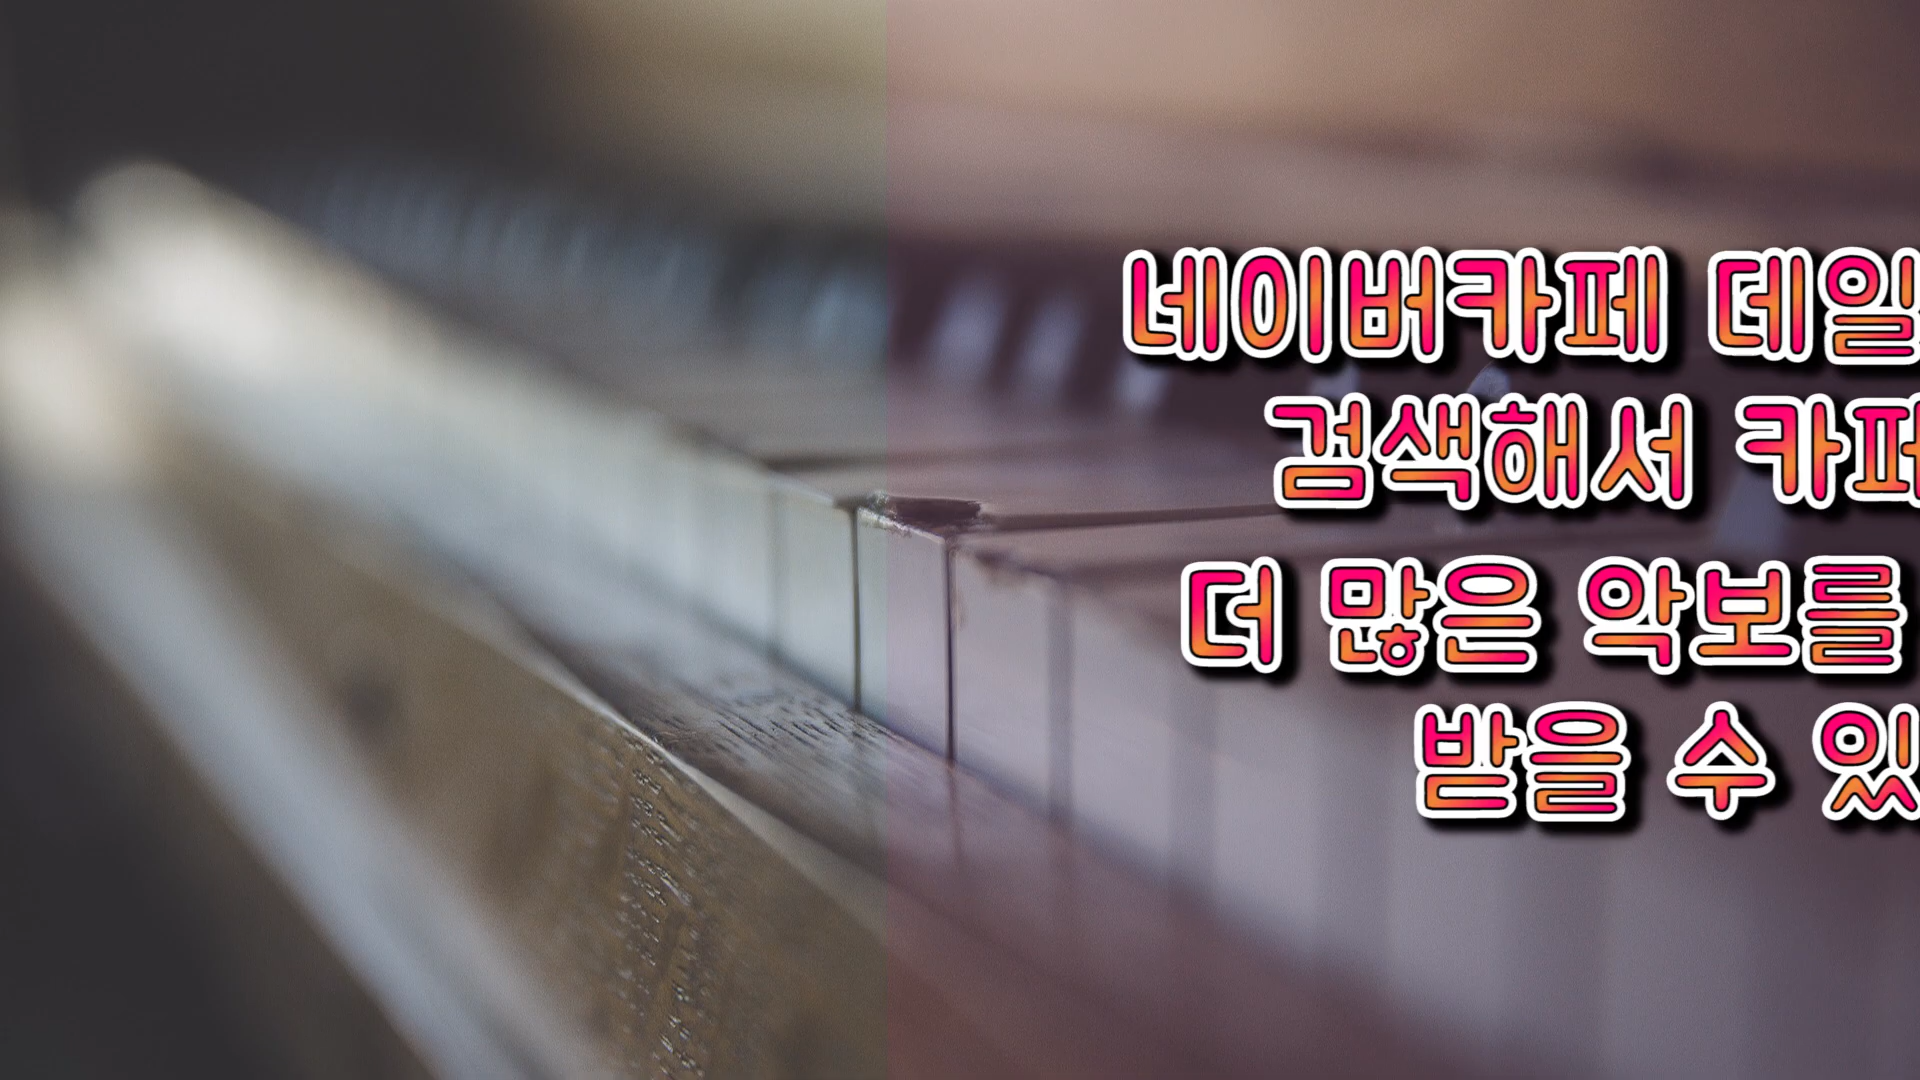 네이버카페 데일
검색해서 카페
더 많은 악보를
받을 수 있